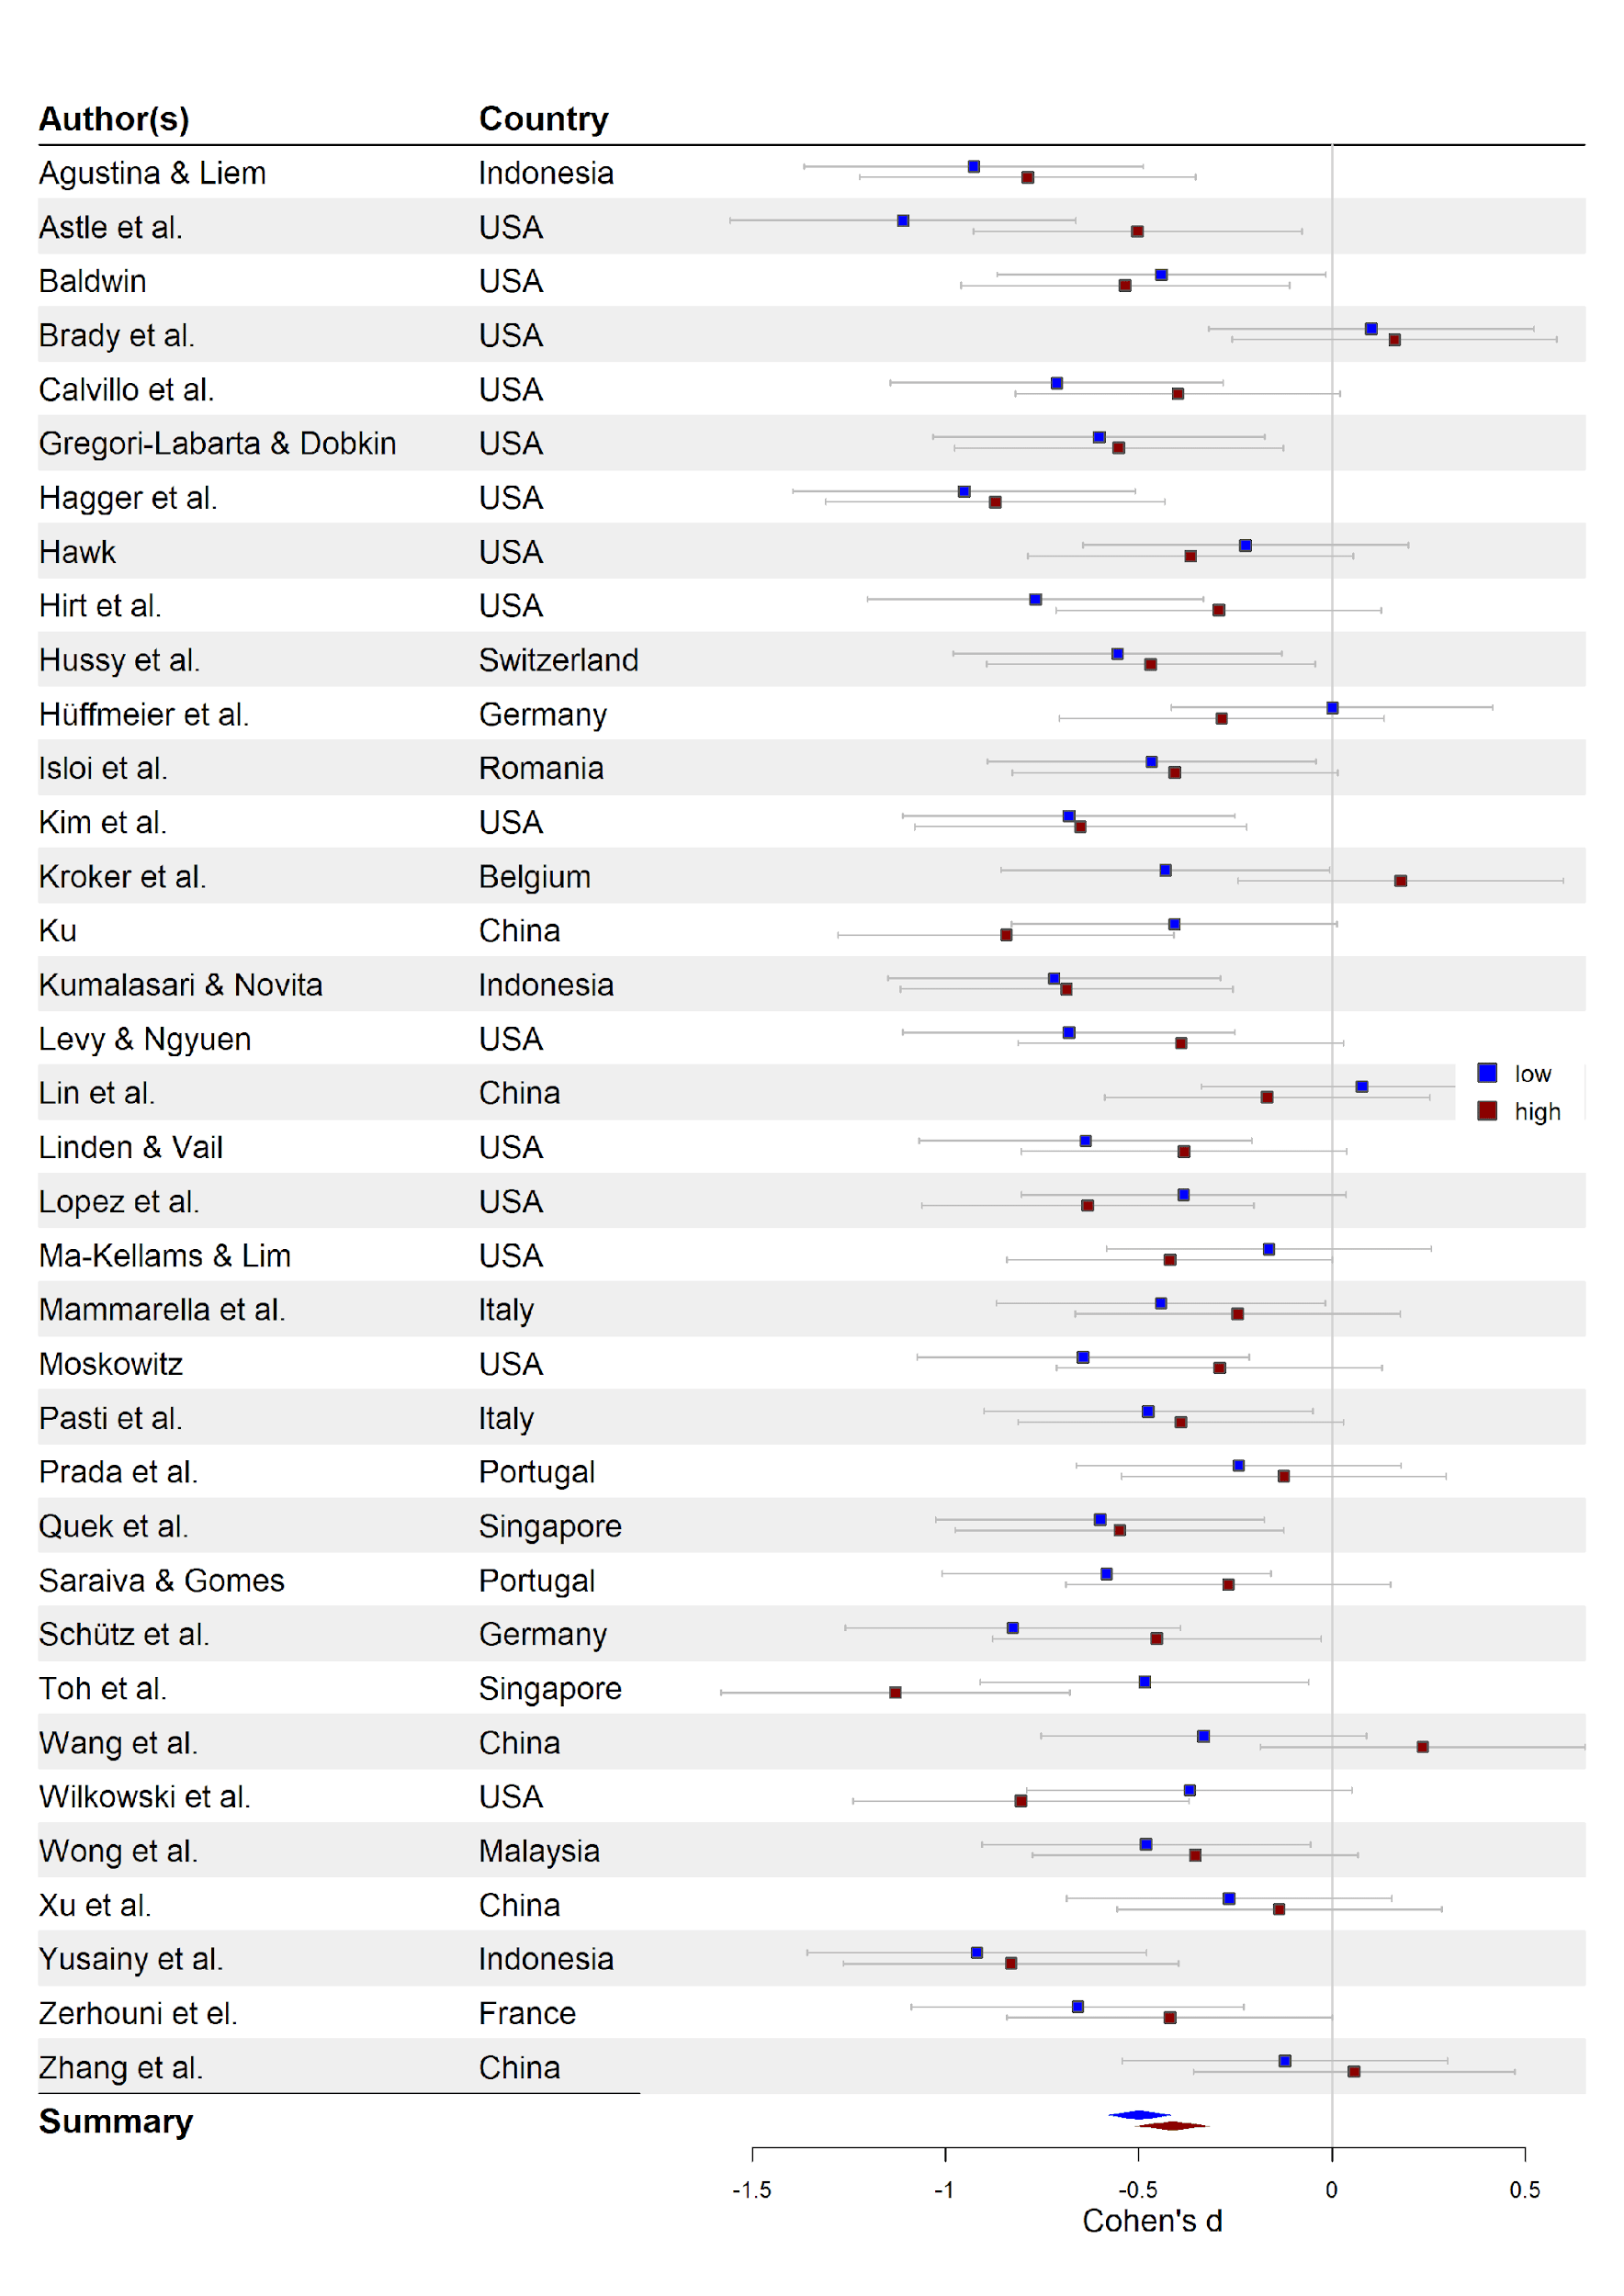 Author(s) Country
Agustina & Liem Indonesia
Astle et al. USA
Baldwin USA
Brady et al. USA
Calvillo et al. USA
Gregori-Labarta & Dobkin USA
Hagger et al. USA
Hawk USA
Hirt et al. USA
Hussy et al. Switzerland
Hüffmeier et al. Germany
Isloi et al. Romania
Kim et al. USA
Kroker et al. Belgium
Ku China
Kumalasari & Novita Indonesia
Levy & Ngyuen USA
low
Lin et al. China
high
Linden & Vail USA
Lopez et al. USA
Ma-Kellams & Lim USA
Mammarella et al. Italy
Moskowitz USA
Pasti et al. Italy
Prada et al. Portugal
Quek et al. Singapore
Saraiva & Gomes Portugal
Schütz et al. Germany
Toh et al. Singapore
Wang et al. China
Wilkowski et al. USA
Wong et al. Malaysia
Xu et al. China
Yusainy et al. Indonesia
Zerhouni et el. France
Zhang et al. China
Summary
-1.5 -1 -0.5 0 0.5
Cohen's d